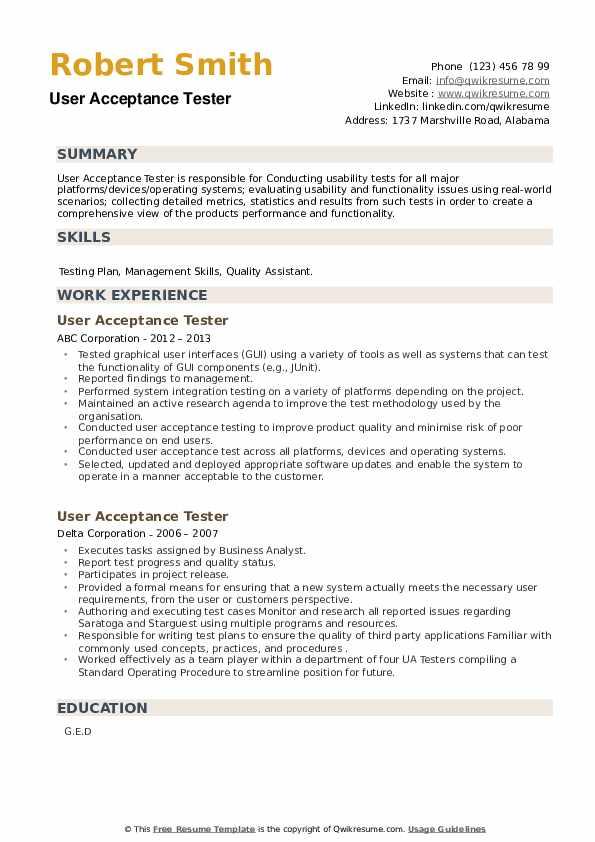 Robert Smith
User Acceptance Tester
Phone (123) 456 78 99
Email: info@qwikresume.com
Website : www.qwikresume.com
LinkedIn: linkedin.com/qwikresume
Address: 1737 Marshville Road, Alabama
SUMMARY
User Acceptance Tester is responsible for Conducting usability tests for all major
platforms/devices/operating systems; evaluating usability and functionality issues using real-world
scenarios; collecting detailed metrics, statistics and results from such tests in order to create a
comprehensive view of the products performance and functionality.
SKILLS
Testing Plan, Management Skills, Quality Assistant.
WORK EXPERIENCE
User Acceptance Tester
ABC Corporation - 2012 – 2013
• Tested graphical user interfaces (GUI) using a variety of tools as well as systems that can test
the functionality of GUI components (e.g., JUnit).
• Reported findings to management.
• Performed system integration testing on a variety of platforms depending on the project.
• Maintained an active research agenda to improve the test methodology used by the
organisation.
• Conducted user acceptance testing to improve product quality and minimise risk of poor
performance on end users.
• Conducted user acceptance test across all platforms, devices and operating systems.
• Selected, updated and deployed appropriate software updates and enable the system to
operate in a manner acceptable to the customer.
User Acceptance Tester
Delta Corporation - 2006 – 2007
• Executes tasks assigned by Business Analyst.
• Report test progress and quality status.
• Participates in project release.
• Provided a formal means for ensuring that a new system actually meets the necessary user
requirements, from the user or customers perspective.
• Authoring and executing test cases Monitor and research all reported issues regarding
Saratoga and Starguest using multiple programs and resources.
• Responsible for writing test plans to ensure the quality of third party applications Familiar with
commonly used concepts, practices, and procedures .
• Worked effectively as a team player within a department of four UA Testers compiling a
Standard Operating Procedure to streamline position for future.
EDUCATION
G.E.D
© This Free Resume Template is the copyright of Qwikresume.com. Usage Guidelines